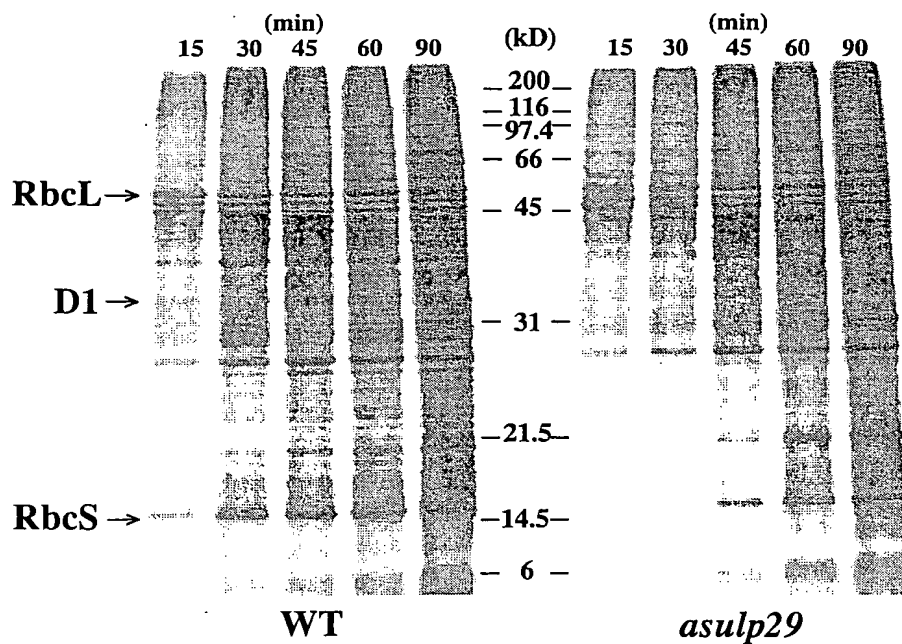 (min) (kD) (min)
15 30 45 60 90 15 30 45 60 90
200
116
97.4
RbcL → 66
45
D1 → 31
21.5
RbcS → 14.5
6
WT asulp29